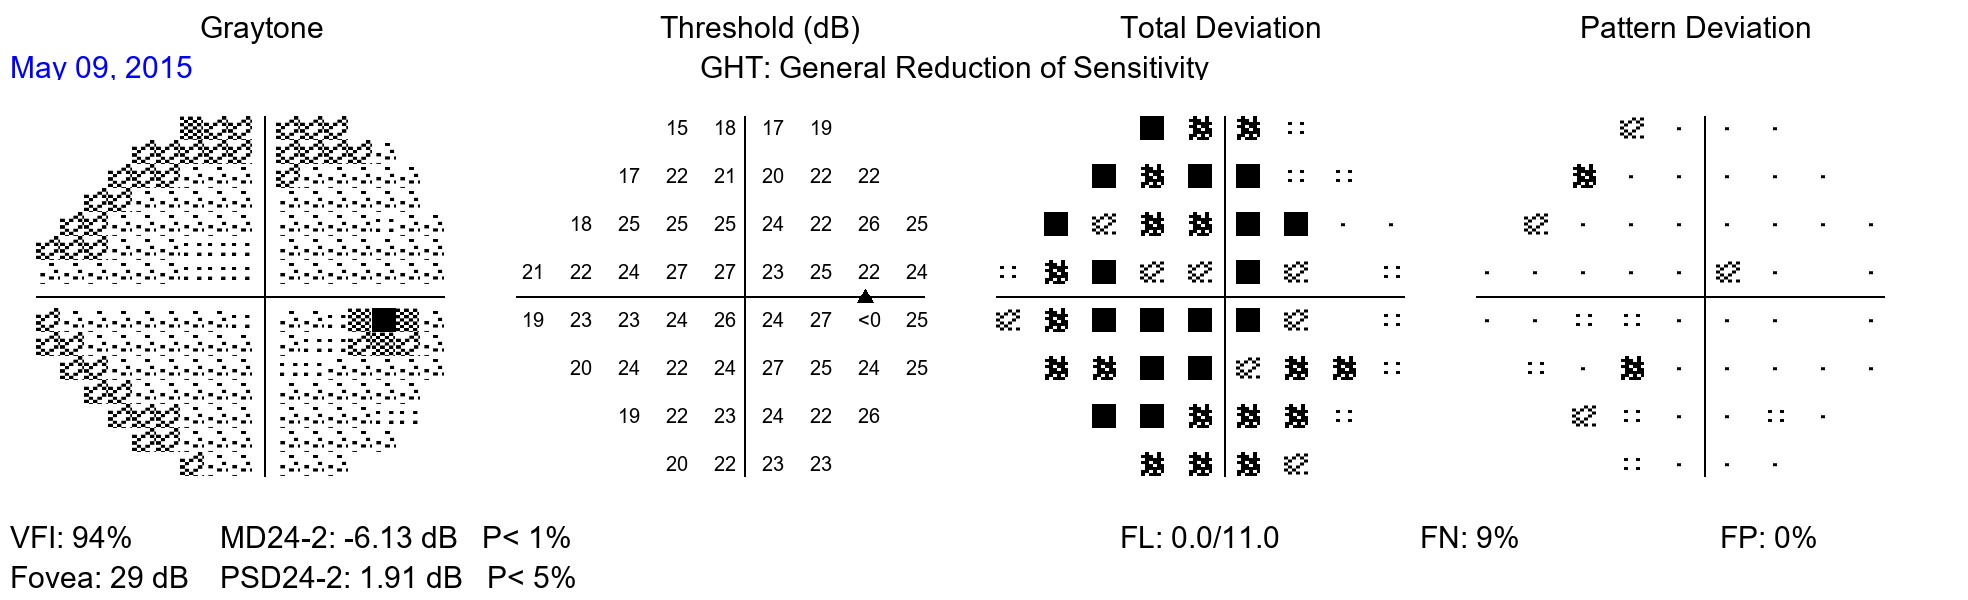 Graytone Threshold (dB) Total Deviation Pattern Deviation
May 09, 2015 GHT: General Reduction of Sensitivity
15 18 17 19
17 22 21 20 22 22
18 25 25 25 24 22 26 25
21 22 24 27 27 23 25 22 24
19 23 23 24 26 24 27 <0 25
20 24 22 24 27 25 24 25
19 22 23 24 22 26
20 22 23 23
VFI: 94% MD24-2: -6.13 dB P< 1% FL: 0.0/11.0 FN: 9% FP: 0%
Fovea: 29 dB PSD24-2: 1.91 dB P< 5%